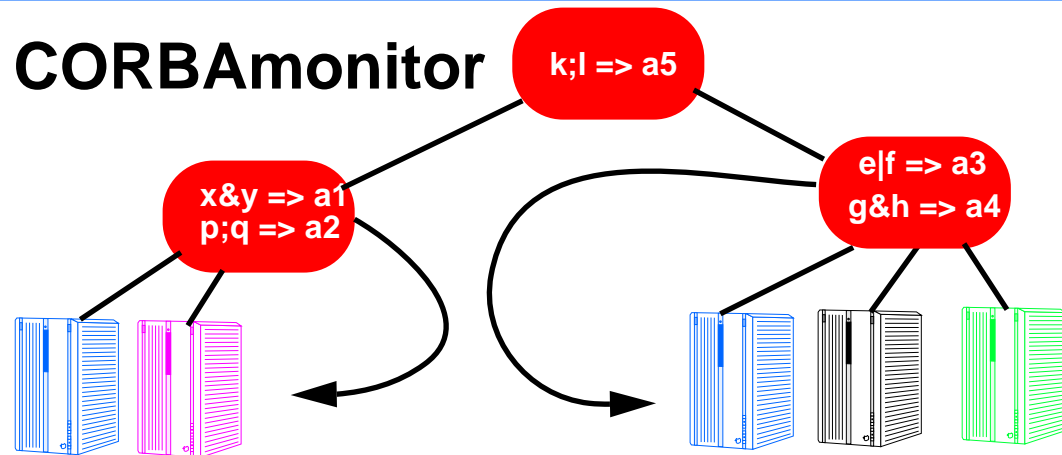 CORBAmonitor
k;l => a5
x&y => a1
p;q => a2
e|f => a3
g&h => a4